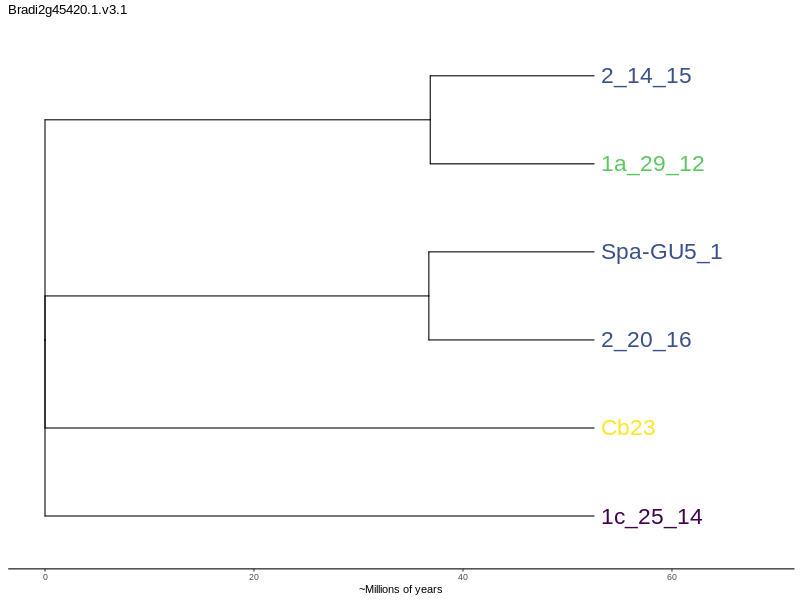 Bradi2g45420.1.v3.1
2_14_15
1a_29_12
Spa-GU5_1
2_20_16
Cb23
1c_25_14
0 20 40 60
~Millions of years